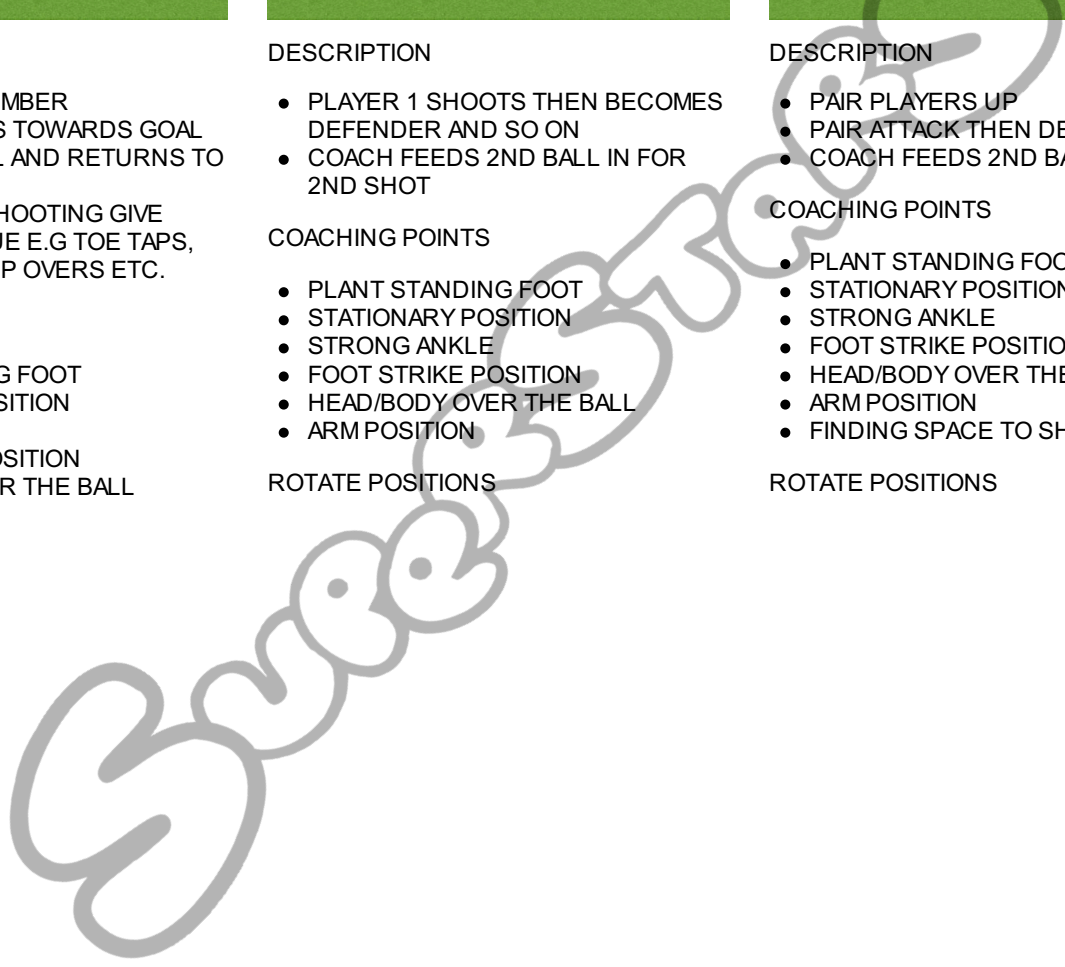 MBER
S TOWARDS GOAL
L AND RETURNS TO
HOOTING GIVE
UE E.G TOE TAPS,
P OVERS ETC.
G FOOT
SITION
OSITION
R THE BALL
DESCRIPTION
● PLAYER 1 SHOOTS THEN BECOMES
DEFENDER AND SO ON
● COACH FEEDS 2ND BALL IN FOR
2ND SHOT
COACHING POINTS
● PLANT STANDING FOOT
● STATIONARY POSITION
● STRONG ANKLE
● FOOT STRIKE POSITION
● HEAD/BODY OVER THE BALL
● ARM POSITION
ROTATE POSITIONS
DESCRIPTION
● PAIR PLAYERS UP
● PAIR ATTACK THEN DE
● COACH FEEDS 2ND BA
COACHING POINTS
● PLANT STANDING FOO
● STATIONARY POSITION
● STRONG ANKLE
● FOOT STRIKE POSITIO
● HEAD/BODY OVER THE
● ARM POSITION
● FINDING SPACE TO SH
ROTATE POSITIONS
SUPERSTARS